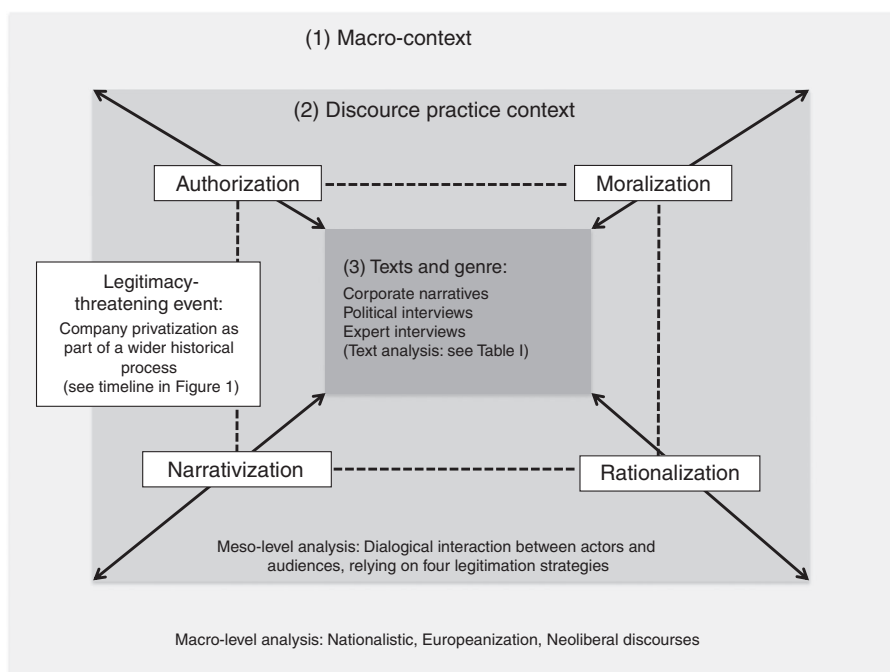 (1) Macro-context
(2) Discource practice context
Authorization
Moralization
Legitimacy-
threatening event:
Company privatization as
part of a wider historical
process
(see timeline in Figure 1)
(3) Texts and genre:
Corporate narratives
Political interviews
Expert interviews
(Text analysis: see Table I)
Narrativization
Rationalization
Meso-level analysis: Dialogical interaction between actors and
audiences, relying on four legitimation strategies
Macro-level analysis: Nationalistic, Europeanization, Neoliberal discourses